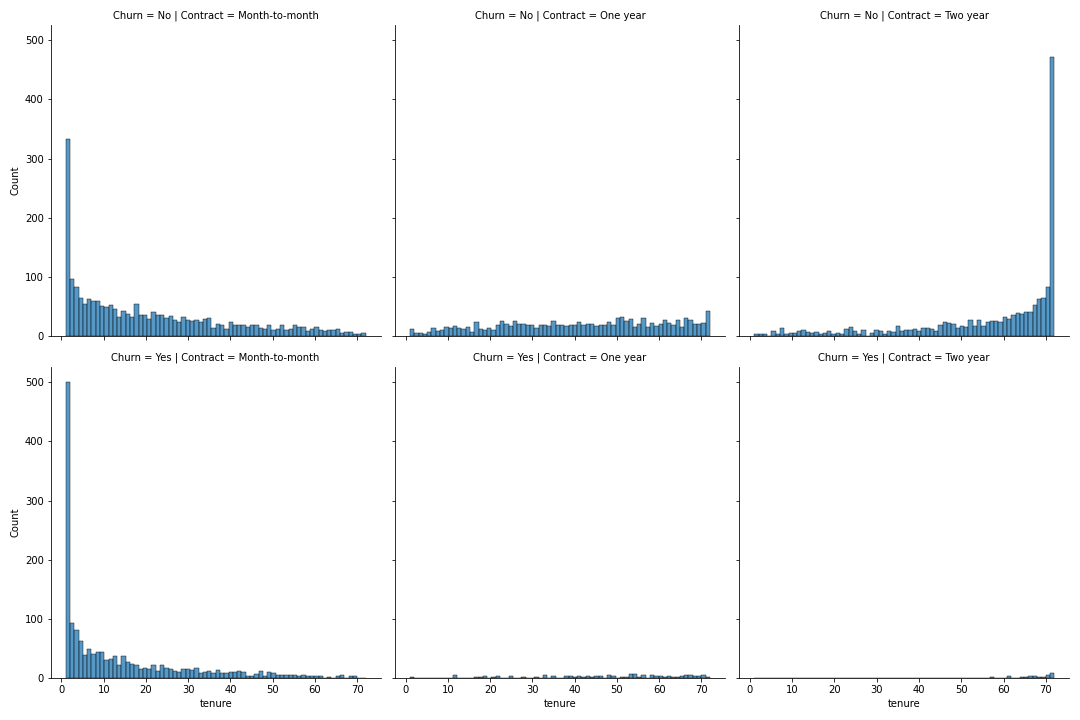 Churn = No | Contract = Month-to-month
Churn = No | Contract = One year
Churn = No | Contract = Two year
500
400
300
200
100
0
Count
Churn = Yes | Contract = Month-to-month
Churn = Yes | Contract = One year
Churn = Yes | Contract = Two year
500
400
300
200
100
0
Count
0 10 20 30 40 50 60 70
0 10 20 30 40 50 60 70
0 10 20 30 40 50 60 70
tenure
tenure
tenure